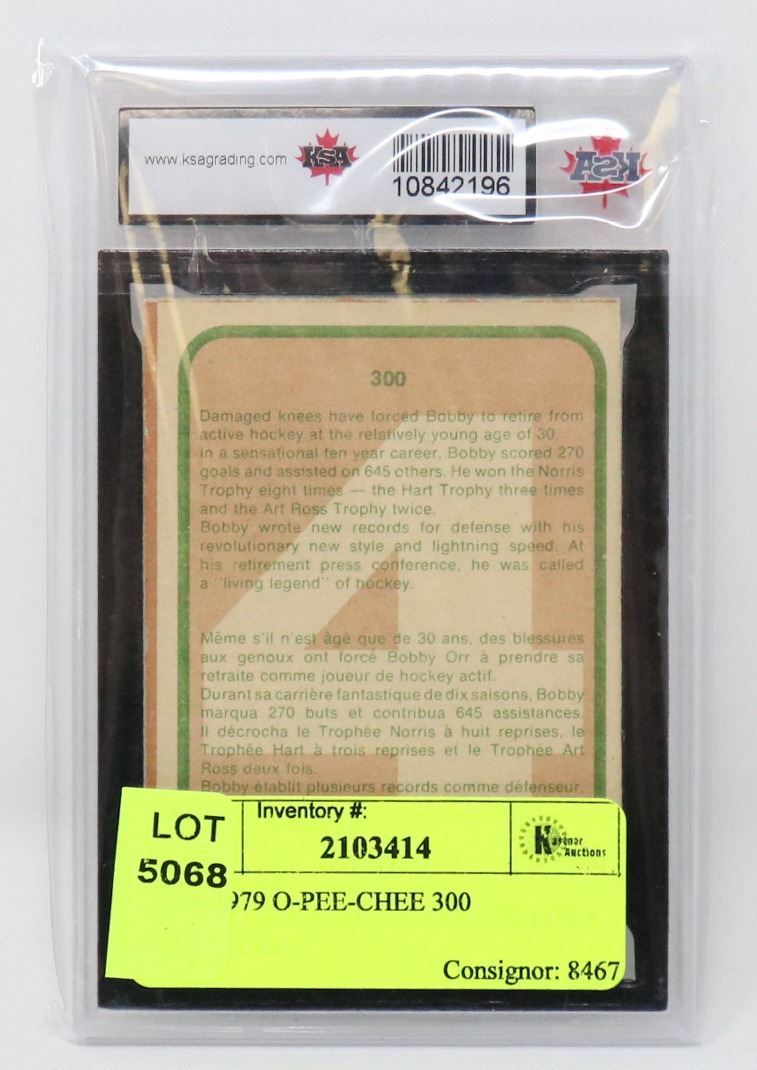 www.ksagrading.com
KSA
10842196
KSA
300
Damaged knees have forced Bobby to retire from
active hockey at the relatively young age of 30.
In a sensational ten year career, Bobby scored 270
goals and assisted on 645 others. He won the Norris
Trophy eight times — the Hart Trophy three times
and the Art Ross Trophy twice.
Bobby wrote new records for defense with his
revolutionary new style and lightning speed. At
his retirement press conference, he was called
a "living legend" of hockey.
Même s'il n'est âgé que de 30 ans, des blessures
aux genoux ont forcé Bobby Orr à prendre sa
retraite comme joueur de hockey actif.
Durant sa carrière fantastique de dix saisons, Bobby
marqua 270 buts et contribua 645 assistances.
Il décrocha le Trophée Norris à huit reprises, le
Trophée Hart à trois reprises et le Trophée Art
Ross deux fois.
Bobby établit plusieurs records comme défenseur,
LOT
5068
Inventory #:
2103414
Kastner
Auctions
979 O-PEE-CHEE 300
Consignor: 8467